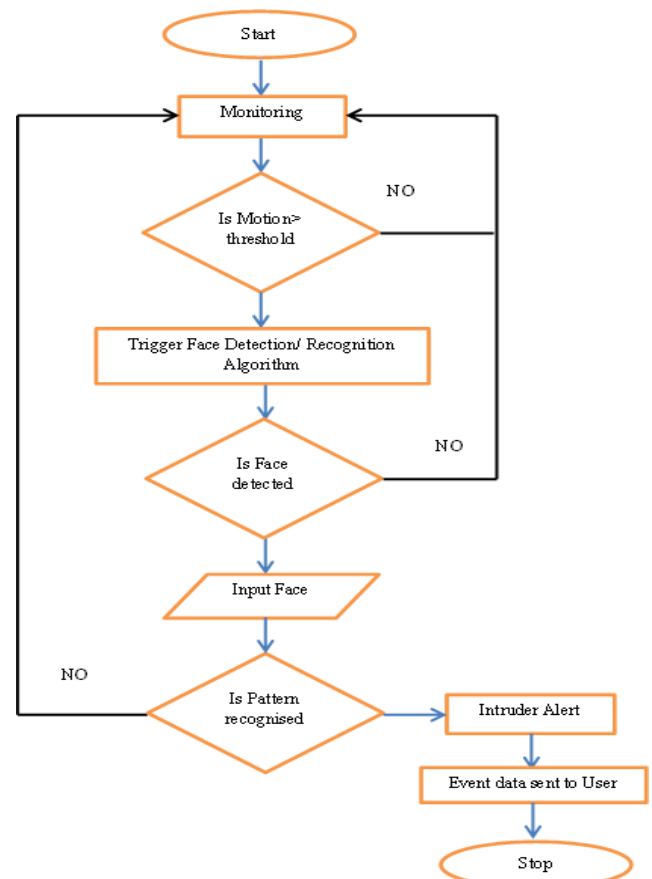 Start
Monitoring
NO
Is Motion>
threshold
Trigger Face Detection/ Recognition
Algorithm
NO
Is Face
detected
Input Face
NO
Is Pattern
recognised
Intruder Alert
Event data sent to User
Stop